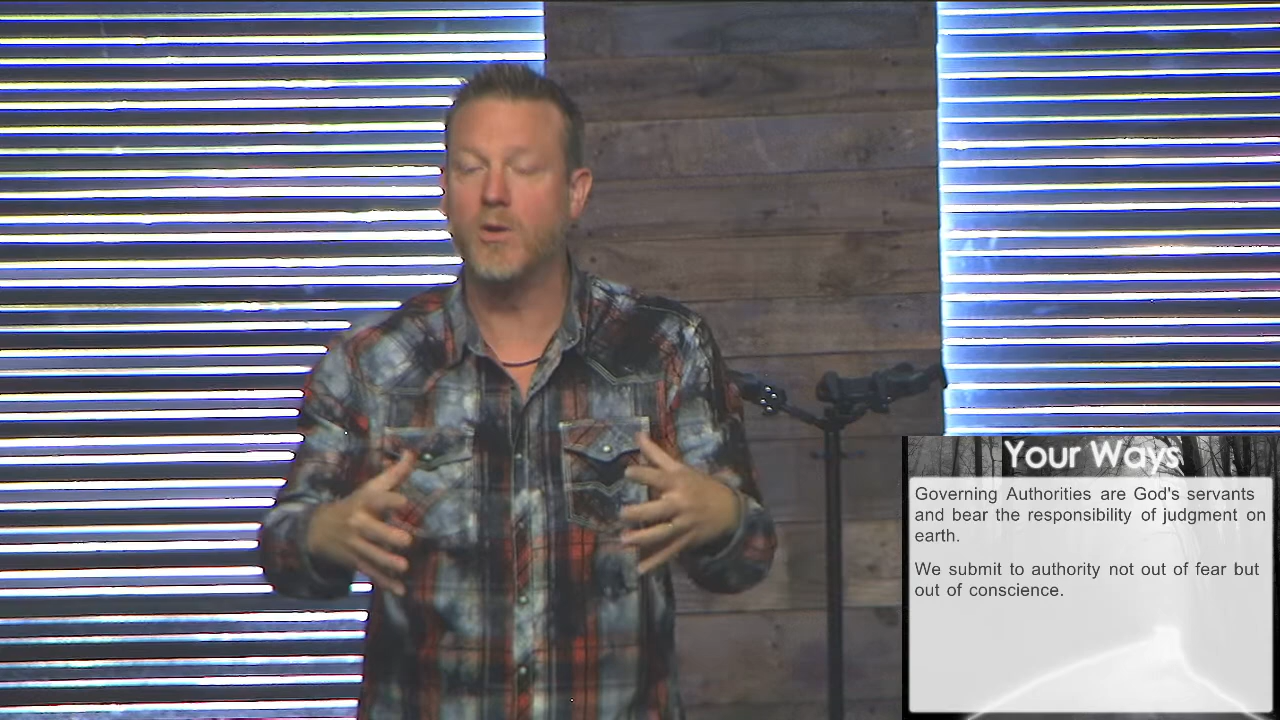 Your Ways
Governing Authorities are God's servants
and bear the responsibility of judgment on
earth.
We submit to authority not out of fear but
out of conscience.